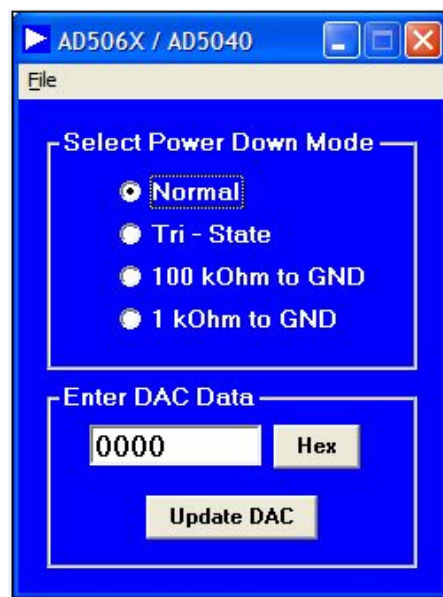 AD506X / AD5040
File
Select Power Down Mode
Normal
Tri - State
100 kOhm to GND
1 kOhm to GND
Enter DAC Data
0000 Hex
Update DAC